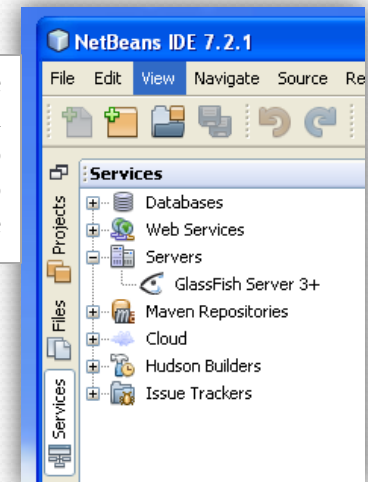 NetBeans IDE 7.2.1
File Edit View Navigate Source Re
Services
Databases
Web Services
Servers
GlassFish Server 3+
Maven Repositories
Cloud
Hudson Builders
Issue Trackers
Projects
Files
Services